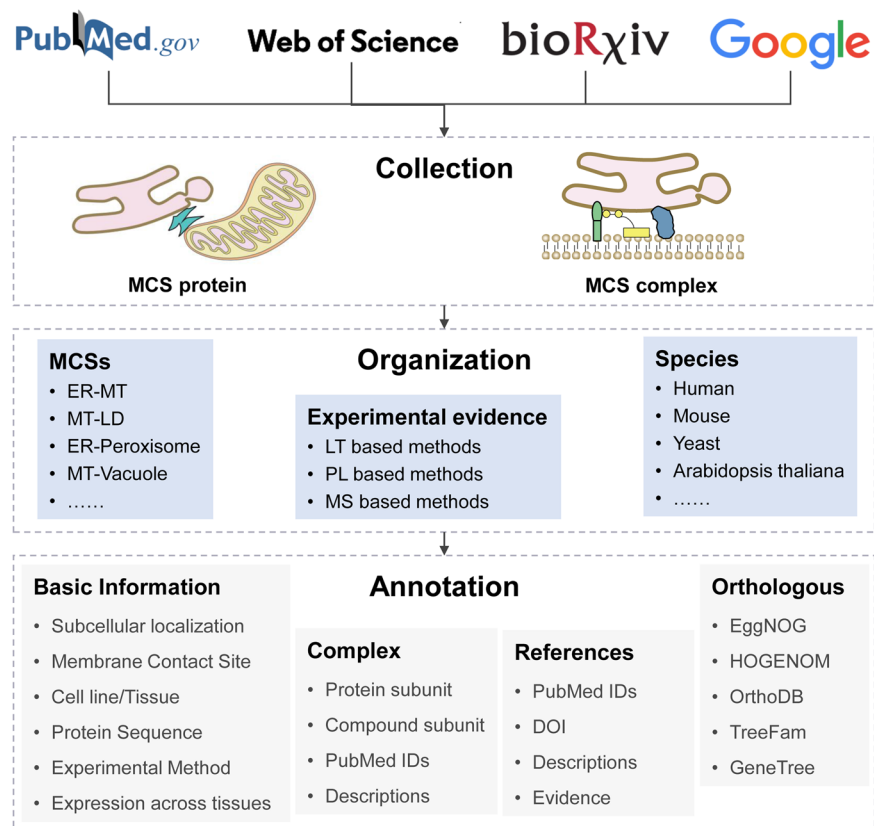 PubMed.gov
Web of Science
bioRχiv
Google
Collection
MCS protein
MCS complex
Organization
MCSs
• ER-MT
• MT-LD
• ER-Peroxisome
• MT-Vacuole
• ……
Experimental evidence
• LT based methods
• PL based methods
• MS based methods
Species
• Human
• Mouse
• Yeast
• Arabidopsis thaliana
• ……
Annotation
Basic Information
• Subcellular localization
• Membrane Contact Site
• Cell line/Tissue
• Protein Sequence
• Experimental Method
• Expression across tissues
Complex
• Protein subunit
• Compound subunit
• PubMed IDs
• Descriptions
References
• PubMed IDs
• DOI
• Descriptions
• Evidence
Orthologous
• EggNOG
• HOGENOM
• OrthoDB
• TreeFam
• GeneTree